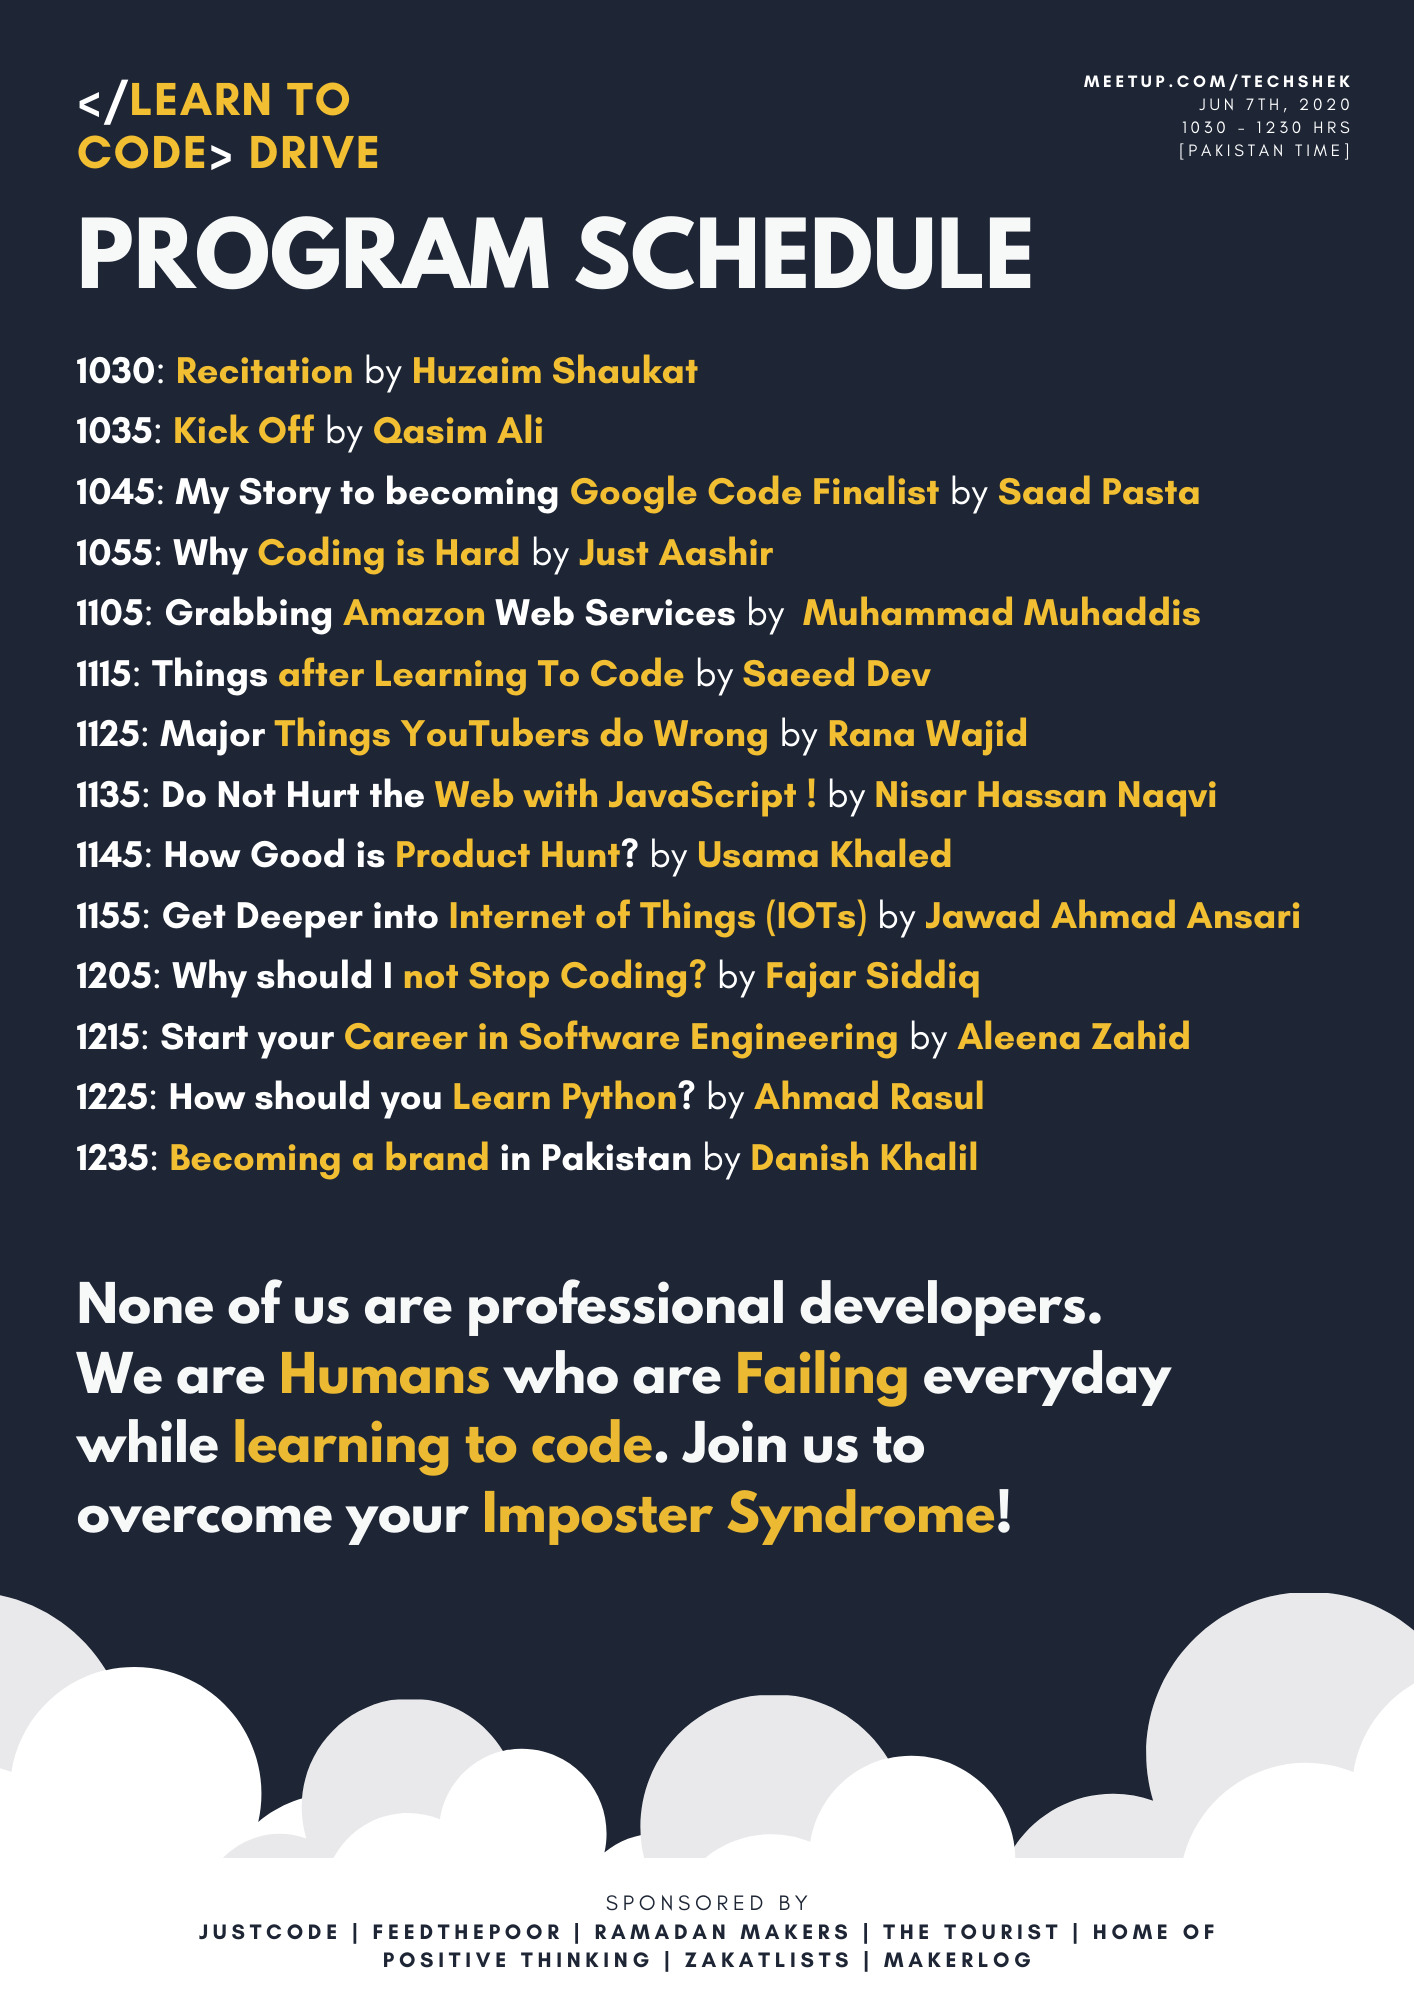 </LEARN TO
CODE> DRIVE
MEETUP.COM/TECHSHEK
JUN 7TH, 2020
1030 - 1230 HRS
[PAKISTAN TIME]
PROGRAM SCHEDULE
1030: Recitation by Huzaim Shaukat
1035: Kick Off by Qasim Ali
1045: My Story to becoming Google Code Finalist by Saad Pasta
1055: Why Coding is Hard by Just Aashir
1105: Grabbing Amazon Web Services by Muhammad Muhaddis
1115: Things after Learning To Code by Saeed Dev
1125: Major Things YouTubers do Wrong by Rana Wajid
1135: Do Not Hurt the Web with JavaScript ! by Nisar Hassan Naqvi
1145: How Good is Product Hunt? by Usama Khaled
1155: Get Deeper into Internet of Things (IOTs) by Jawad Ahmad Ansari
1205: Why should I not Stop Coding? by Fajar Siddiq
1215: Start your Career in Software Engineering by Aleena Zahid
1225: How should you Learn Python? by Ahmad Rasul
1235: Becoming a brand in Pakistan by Danish Khalil
None of us are professional developers.
We are Humans who are Failing everyday
while learning to code. Join us to
overcome your Imposter Syndrome!
SPONSORED BY
JUSTCODE | FEEDTHEPOOR | RAMADAN MAKERS | THE TOURIST | HOME OF
POSITIVE THINKING | ZAKATLISTS | MAKERLOG